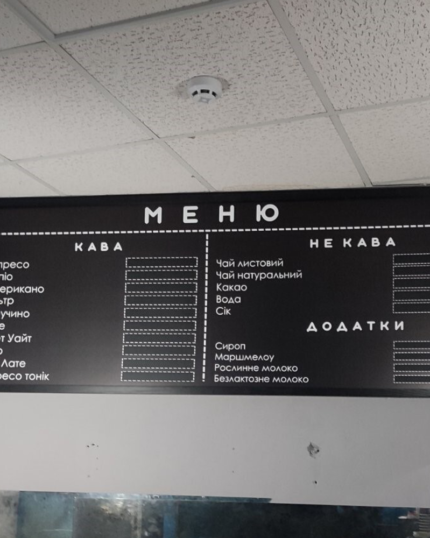 МЕНЮ
КАВА
пресо
піо
ерикано
ьтр
учино
е
т Уайт
о
Лате
ресо тонік
НЕ КАВА
Чай листовий
Чай натуральний
Какао
Вода
Сік
ДОДАТКИ
Сироп
Маршмелоу
Рослинне молоко
Безлактозне молоко